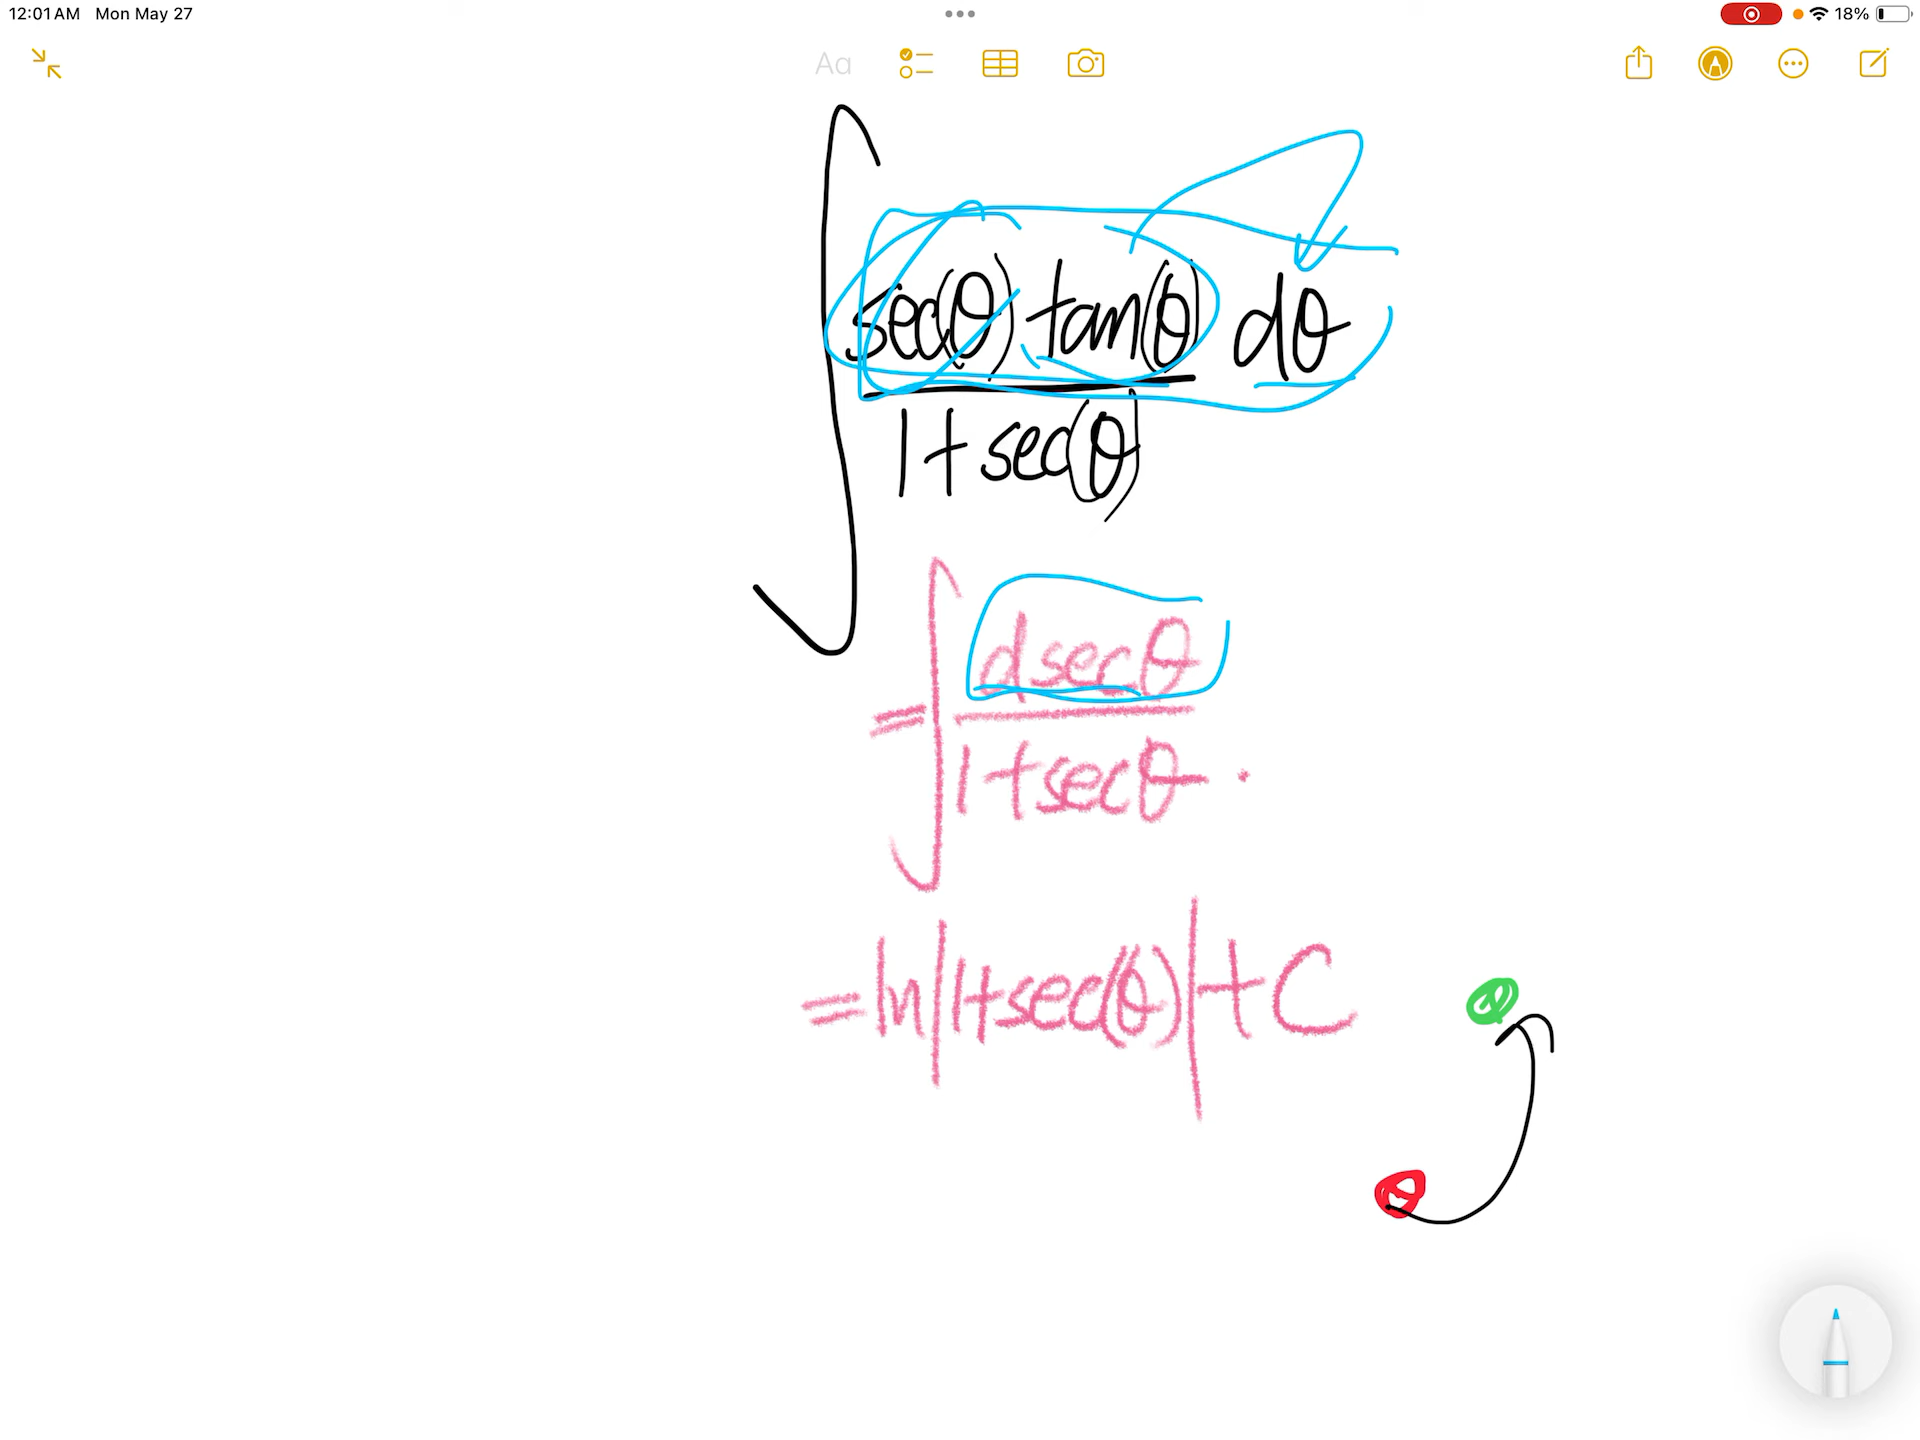 12:01 AM Mon May 27
18%
Aa
∫ sec(θ) tan(θ) dθ
1 + sec(θ)
= ∫ d secθ
1 + secθ .
= ln|1+sec(θ)| + C